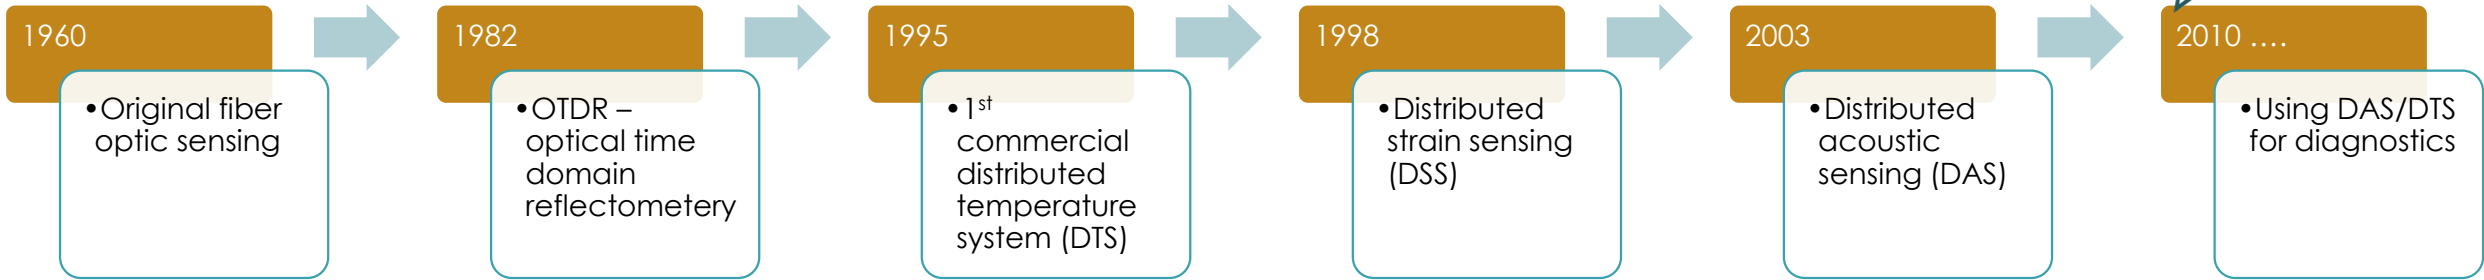 1960
•Original fiber
optic sensing
1982
•OTDR –
optical time
domain
reflectometery
1995
•1st
commercial
distributed
temperature
system (DTS)
1998
•Distributed
strain sensing
(DSS)
2003
•Distributed
acoustic
sensing (DAS)
2010 ....
•Using DAS/DTS
for diagnostics